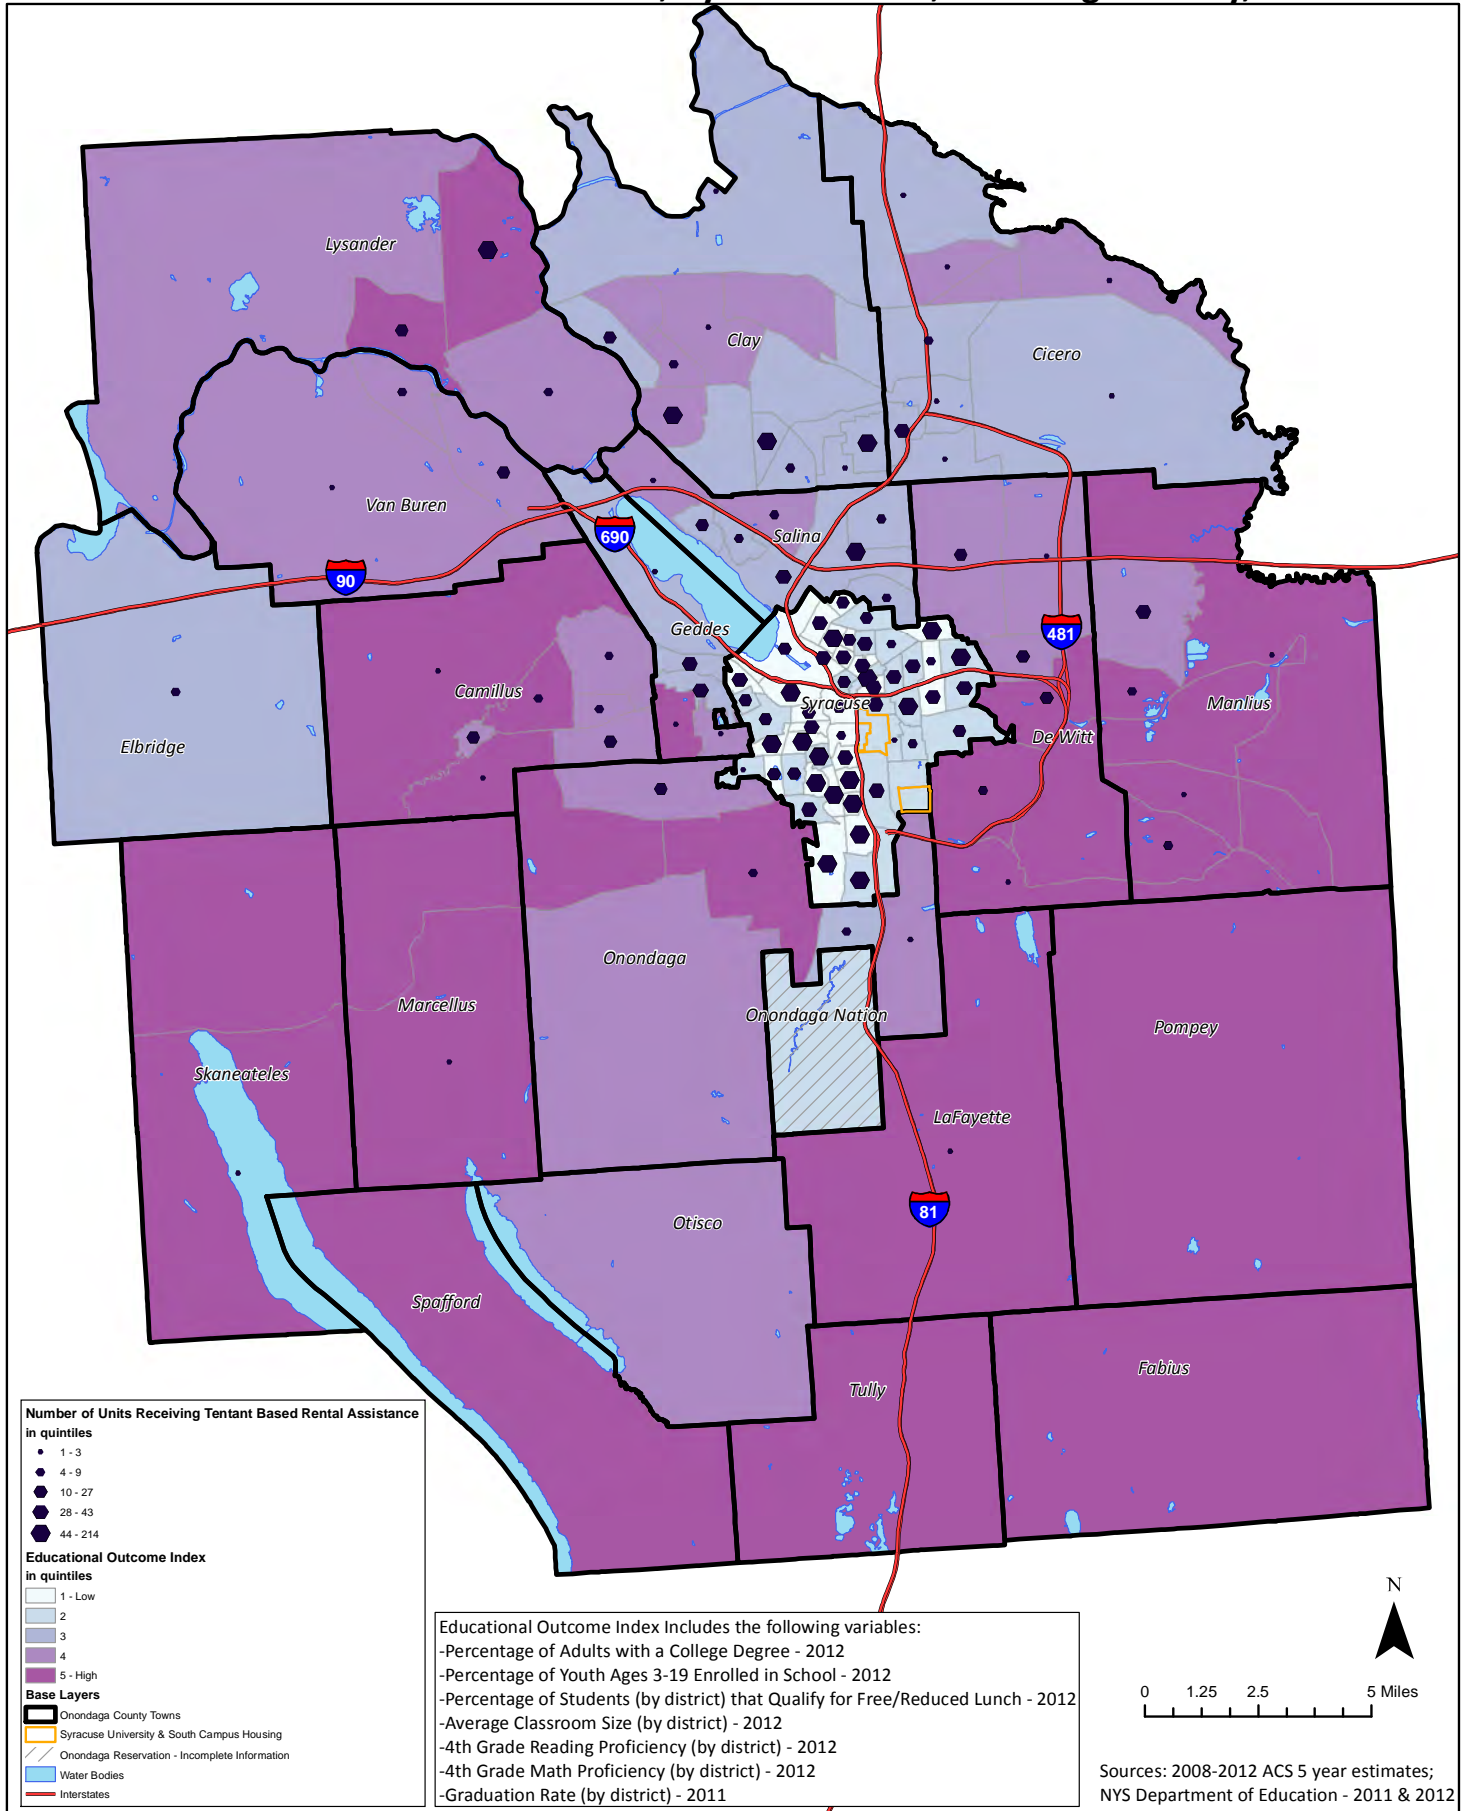 Lysander
Clay
Cicero
Van Buren
Salina
690
90
Geddes
481
Camillus
Syracuse
Manlius
De Witt
Elbridge
Onondaga
Marcellus
Onondaga Nation
Pompey
Skaneateles
LaFayette
81
Otisco
Spafford
Fabius
Tully
Number of Units Receiving Tentant Based Rental Assistance
in quintiles
1 - 3
4 - 9
10 - 27
28 - 43
44 - 214
Educational Outcome Index
in quintiles
1 - Low
2
3
4
5 - High
Base Layers
Onondaga County Towns
Syracuse University & South Campus Housing
Onondaga Reservation - Incomplete Information
Water Bodies
Interstates
Educational Outcome Index Includes the following variables:
-Percentage of Adults with a College Degree - 2012
-Percentage of Youth Ages 3-19 Enrolled in School - 2012
-Percentage of Students (by district) that Qualify for Free/Reduced Lunch - 2012
-Average Classroom Size (by district) - 2012
-4th Grade Reading Proficiency (by district) - 2012
-4th Grade Math Proficiency (by district) - 2012
-Graduation Rate (by district) - 2011
N
0 1.25 2.5 5 Miles
Sources: 2008-2012 ACS 5 year estimates;
NYS Department of Education - 2011 & 2012